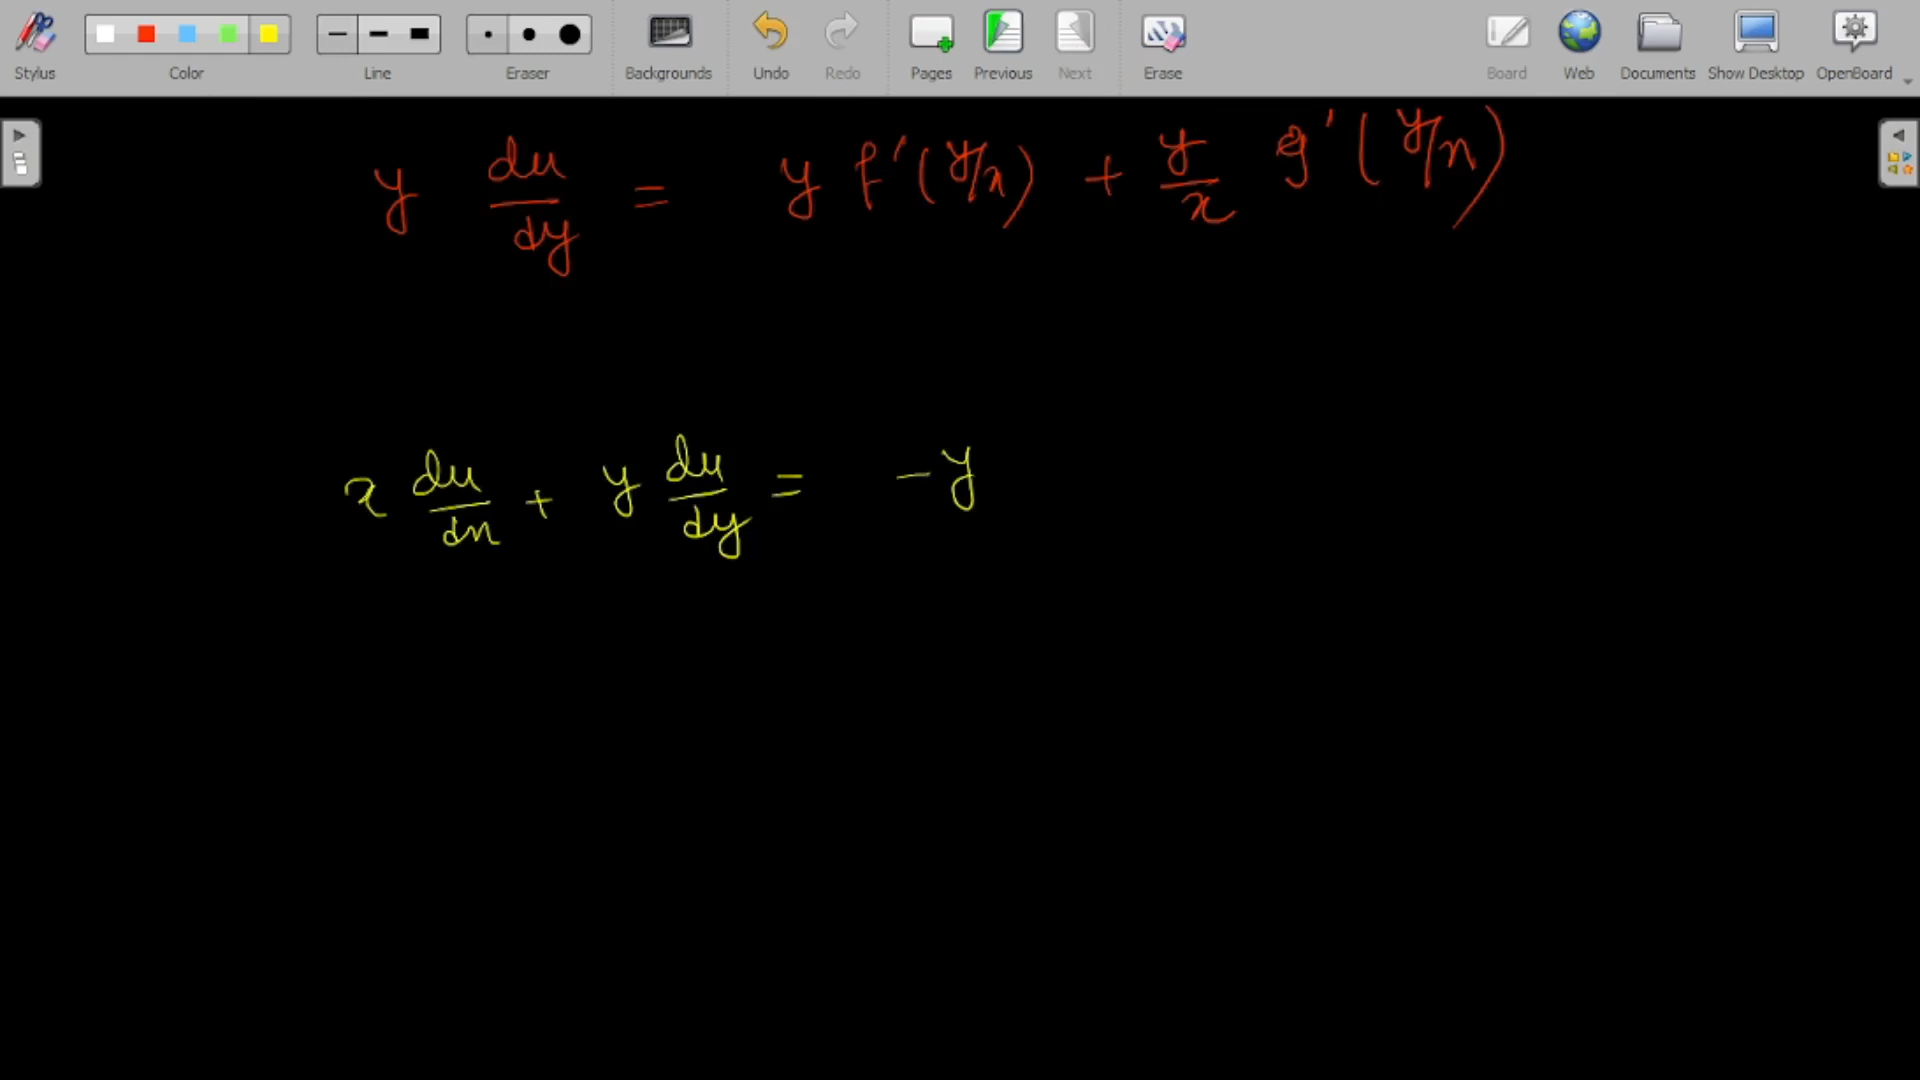 Stylus Color Line Eraser Backgrounds Undo Redo Pages Previous Next Erase Board Web Documents Show Desktop OpenBoard
y du/dy = y f'(y/x) + y/x g'(y/x)
x du/dx + y du/dy = -y